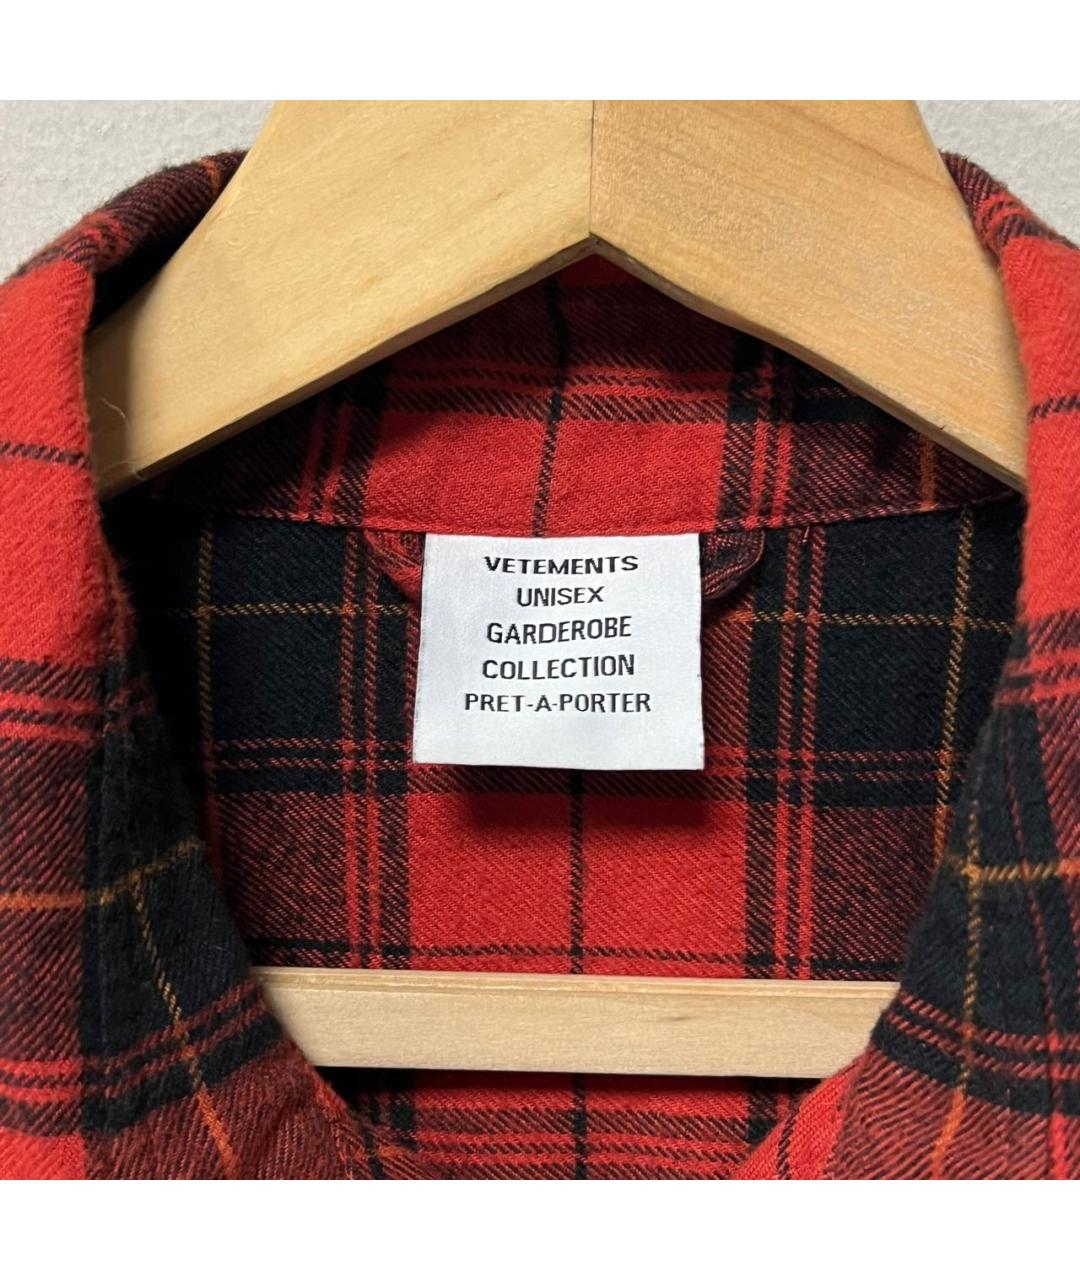 VETEMENTS
UNISEX
GARDEROBE
COLLECTION
PRET-A-PORTER